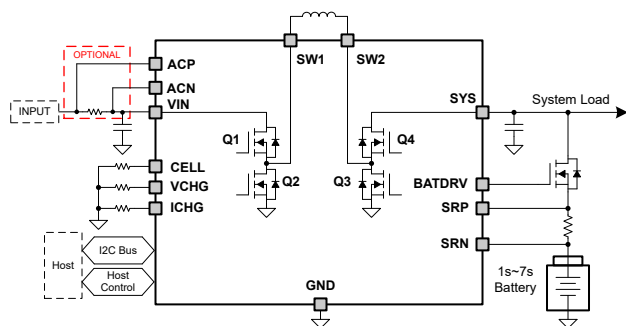 SW1
SW2
OPTIONAL
ACP
ACN
VIN
INPUT
SYS
System Load
Q1
Q4
Q2
Q3
CELL
VCHG
ICHG
BATDRV
SRP
SRN
Host
I2C Bus
Host
Control
GND
1s~7s
Battery